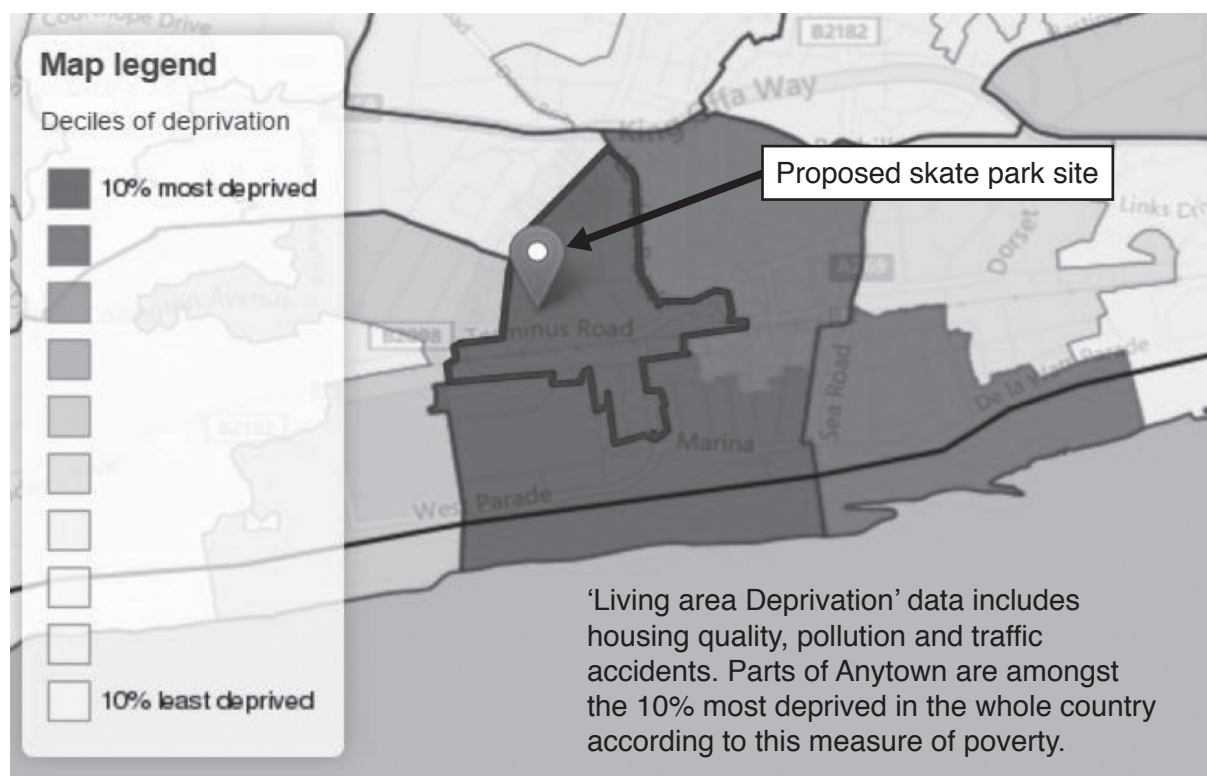 Map legend
Deciles of deprivation
10% most deprived
10% least deprived
B2182
King Offa Way
Proposed skate park site
Links
Dorset
Terminus Road
Sea Road
De la Warr Parade
Marina
West Parade
B2182
‘Living area Deprivation’ data includes
housing quality, pollution and traffic
accidents. Parts of Anytown are amongst
the 10% most deprived in the whole country
according to this measure of poverty.